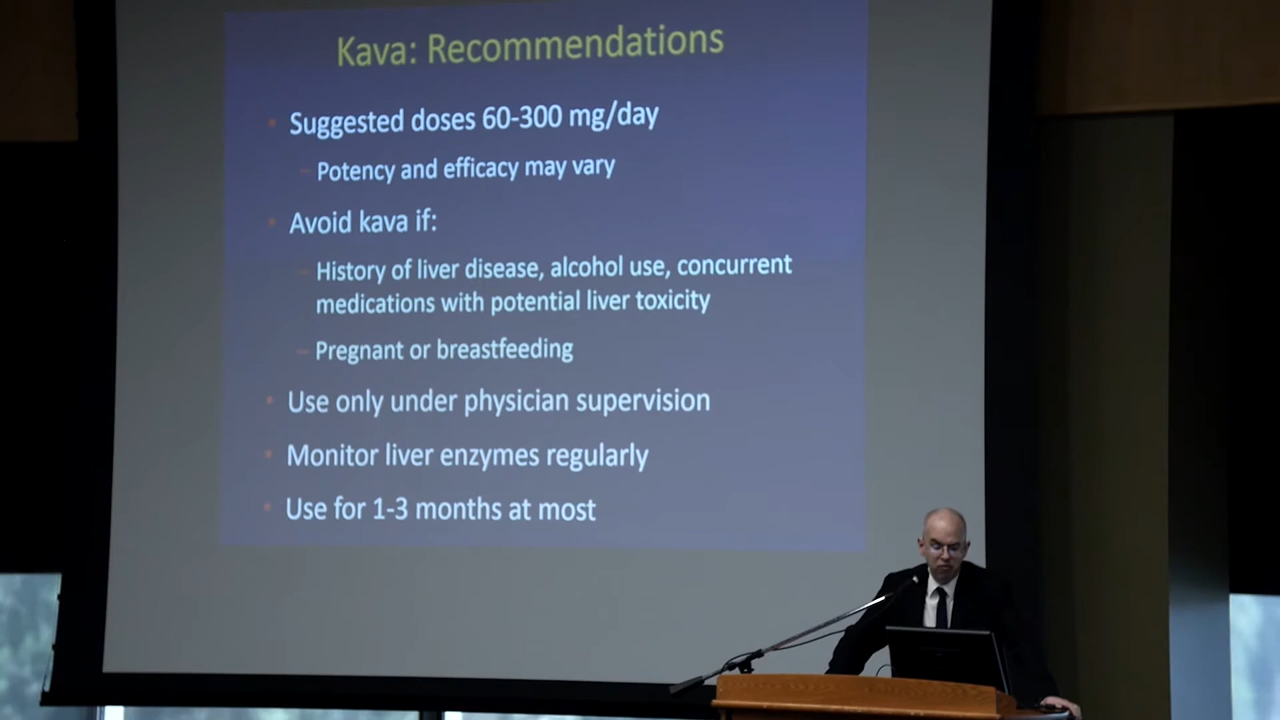 Kava: Recommendations
Suggested doses 60-300 mg/day
Potency and efficacy may vary
Avoid kava if:
History of liver disease, alcohol use, concurrent
medications with potential liver toxicity
Pregnant or breastfeeding
Use only under physician supervision
Monitor liver enzymes regularly
Use for 1-3 months at most